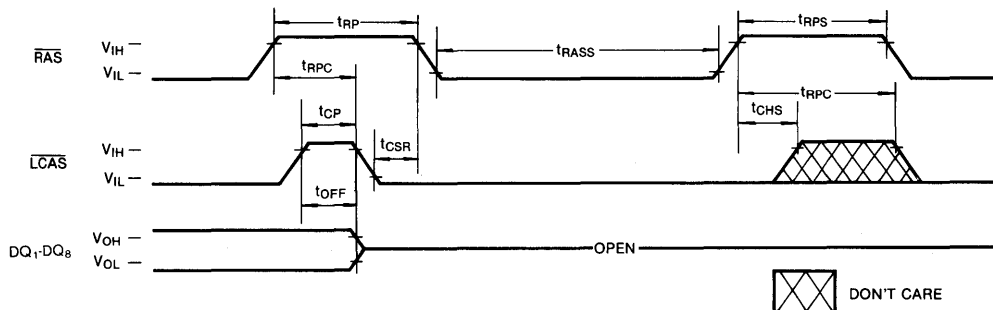 tRP
tRPS
RAS
VIH
VIL
tRASS
tRPC
tRPC
tCP
tCHS
tCSR
LCAS
VIH
VIL
tOFF
DQ1-DQ8
VOH
VOL
OPEN
DON'T CARE